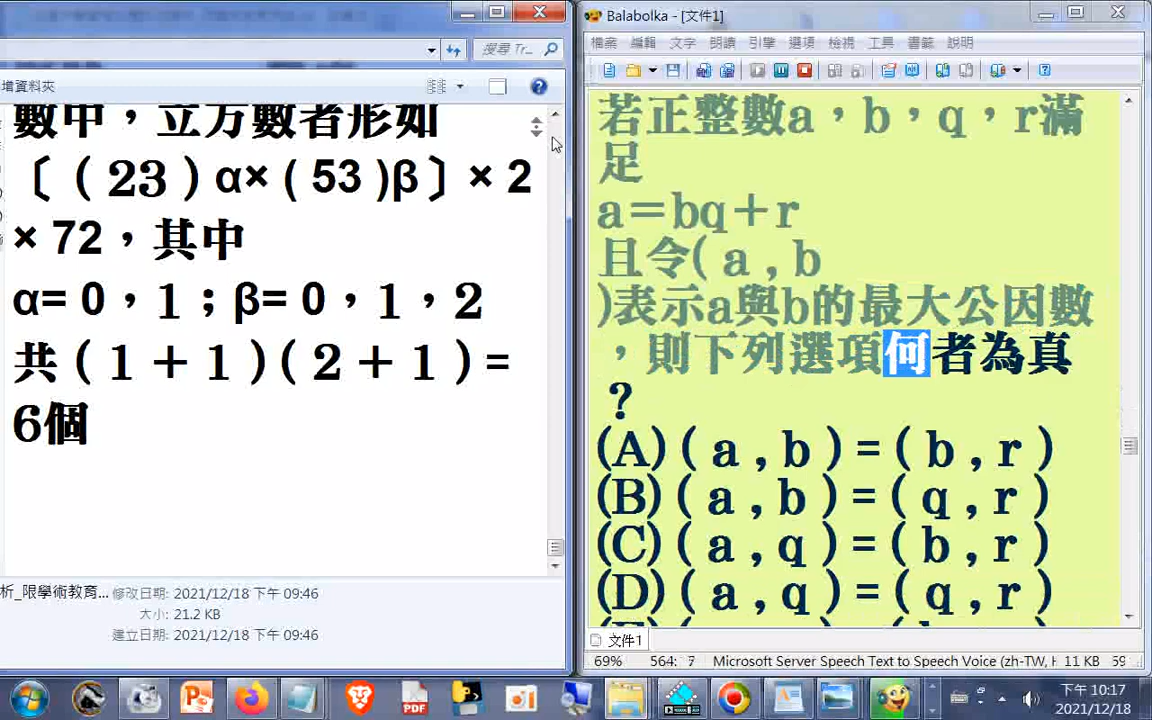 搜尋 Tr...
增資料夾
數中，立方數者形如
〔 ( 23 ) α× ( 53 )β 〕× 2
× 72，其中
α= 0，1；β= 0，1，2
共 ( 1 + 1 ) ( 2 + 1 ) =
6個
析_限學術教育... 修改日期: 2021/12/18 下午 09:46
大小: 21.2 KB
建立日期: 2021/12/18 下午 09:46
Balabolka - [文件1]
檔案 編輯 文字 朗讀 引擎 選項 檢視 工具 書籤 說明
若正整數a，b，q，r滿
足
a＝bq＋r
且令( a , b
)表示a與b的最大公因數
，則下列選項何者為真
？
(A) ( a , b ) = ( b , r )
(B) ( a , b ) = ( q , r )
(C) ( a , q ) = ( b , r )
(D) ( a , q ) = ( q , r )
文件1
69% 564: 7 Microsoft Server Speech Text to Speech Voice (zh-TW, H 11 KB 59
下午 10:17
2021/12/18